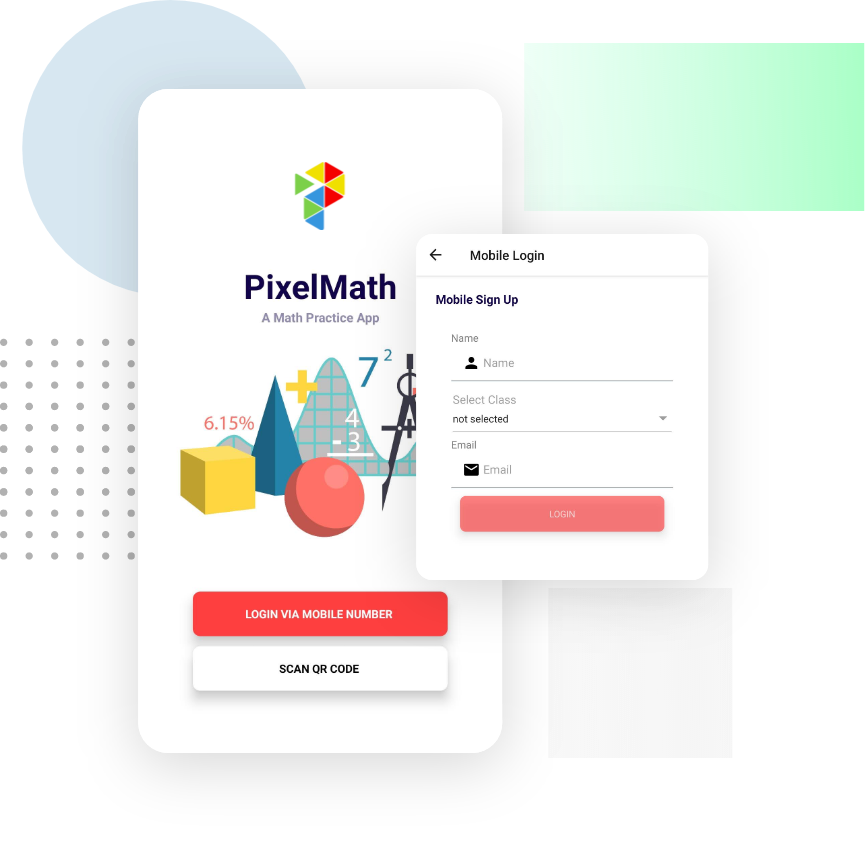 PixelMath
A Math Practice App
7 2
6.15%
+
4
- 3
LOGIN VIA MOBILE NUMBER
SCAN QR CODE
Mobile Login
Mobile Sign Up
Name
Name
Select Class
not selected
Email
Email
LOGIN